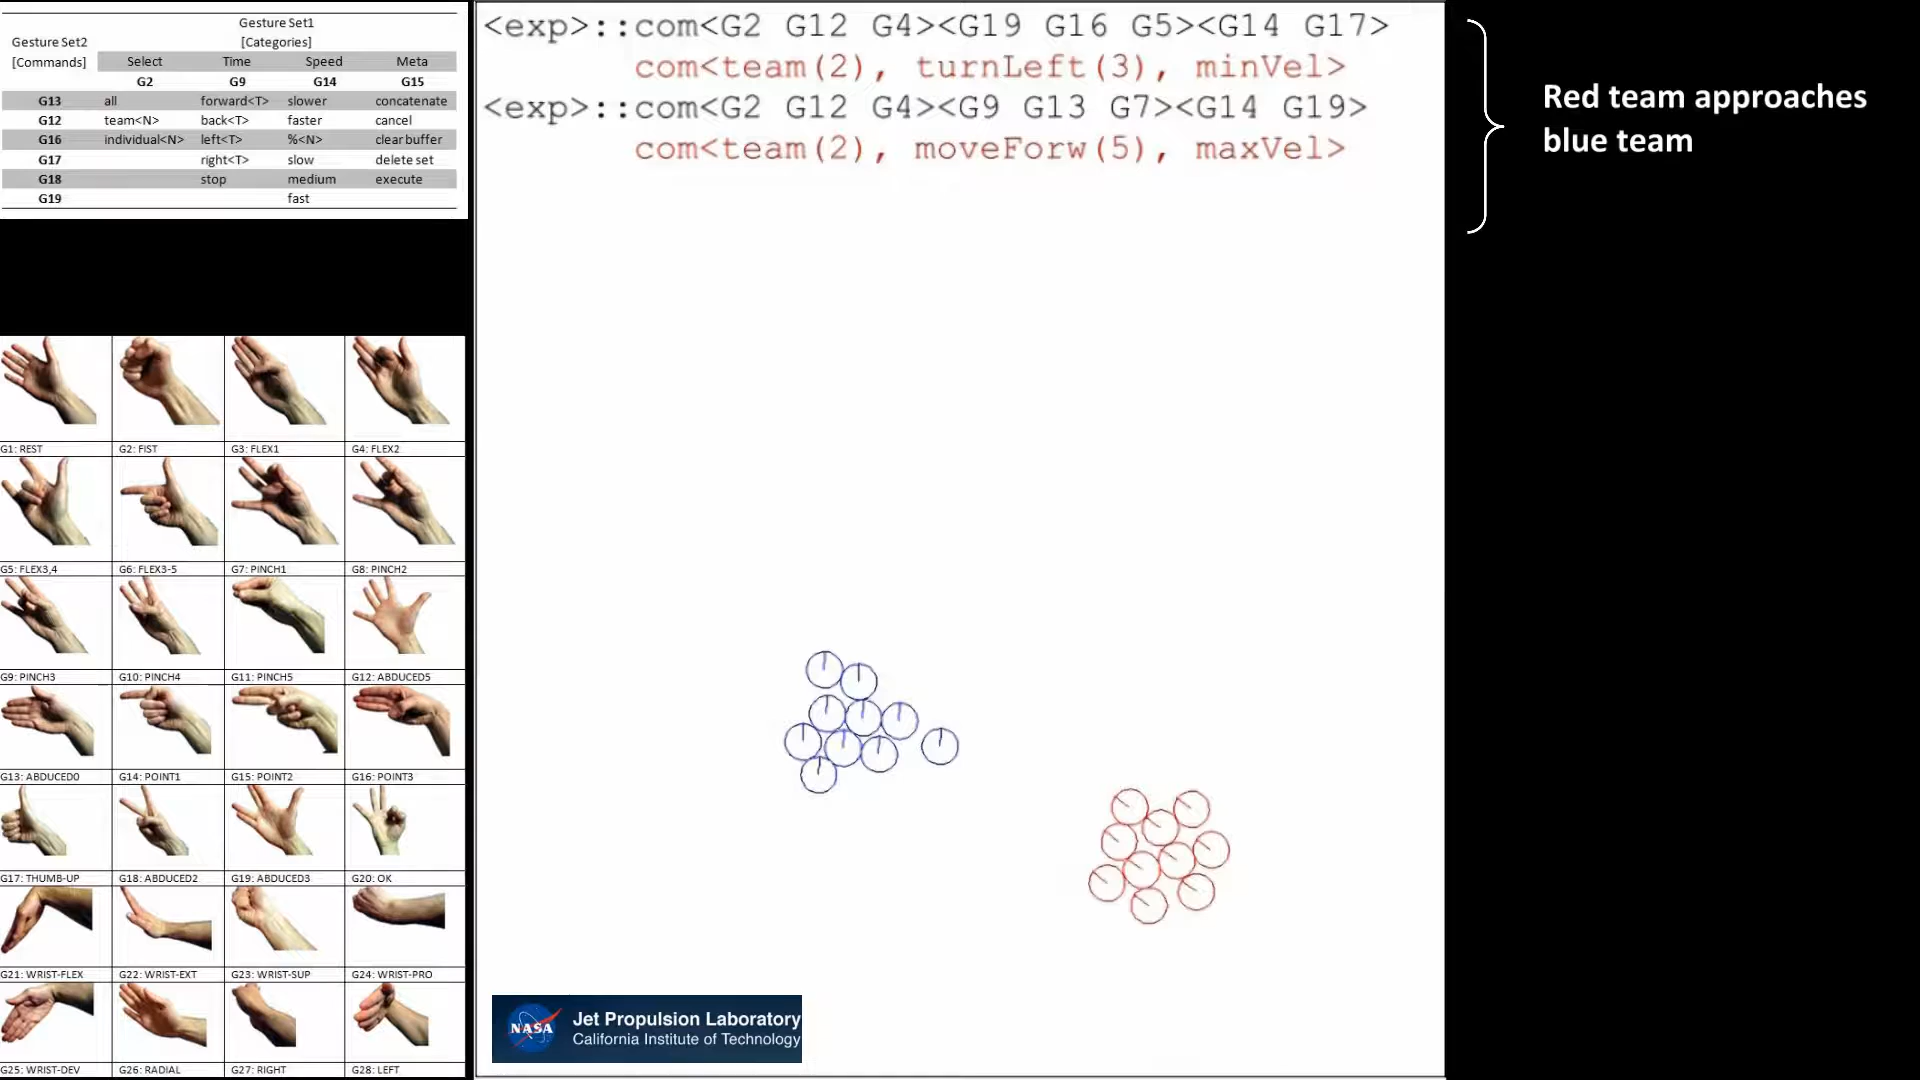 Gesture Set1
Gesture Set2 [Categories]
[Commands] Select Time Speed Meta
G2 G9 G14 G15
G13 all forward<T> slower concatenate
G12 team<N> back<T> faster cancel
G16 individual<N> left<T> %<N> clear buffer
G17 right<T> slow delete set
G18 stop medium execute
G19 fast
<exp>::com<G2 G12 G4><G19 G16 G5><G14 G17>
com<team(2), turnLeft(3), minVel>
<exp>::com<G2 G12 G4><G9 G13 G7><G14 G19>
com<team(2), moveForw(5), maxVel>
Red team approaches
blue team
G1: REST G2: FIST G3: FLEX1 G4: FLEX2
G5: FLEX3,4 G6: FLEX3-5 G7: PINCH1 G8: PINCH2
G9: PINCH3 G10: PINCH4 G11: PINCH5 G12: ABDUCED5
G13: ABDUCED0 G14: POINT1 G15: POINT2 G16: POINT3
G17: THUMB-UP G18: ABDUCED2 G19: ABDUCED3 G20: OK
G21: WRIST-FLEX G22: WRIST-EXT G23: WRIST-SUP G24: WRIST-PRO
G25: WRIST-DEV G26: RADIAL G27: RIGHT G28: LEFT
NASA
Jet Propulsion Laboratory
California Institute of Technology